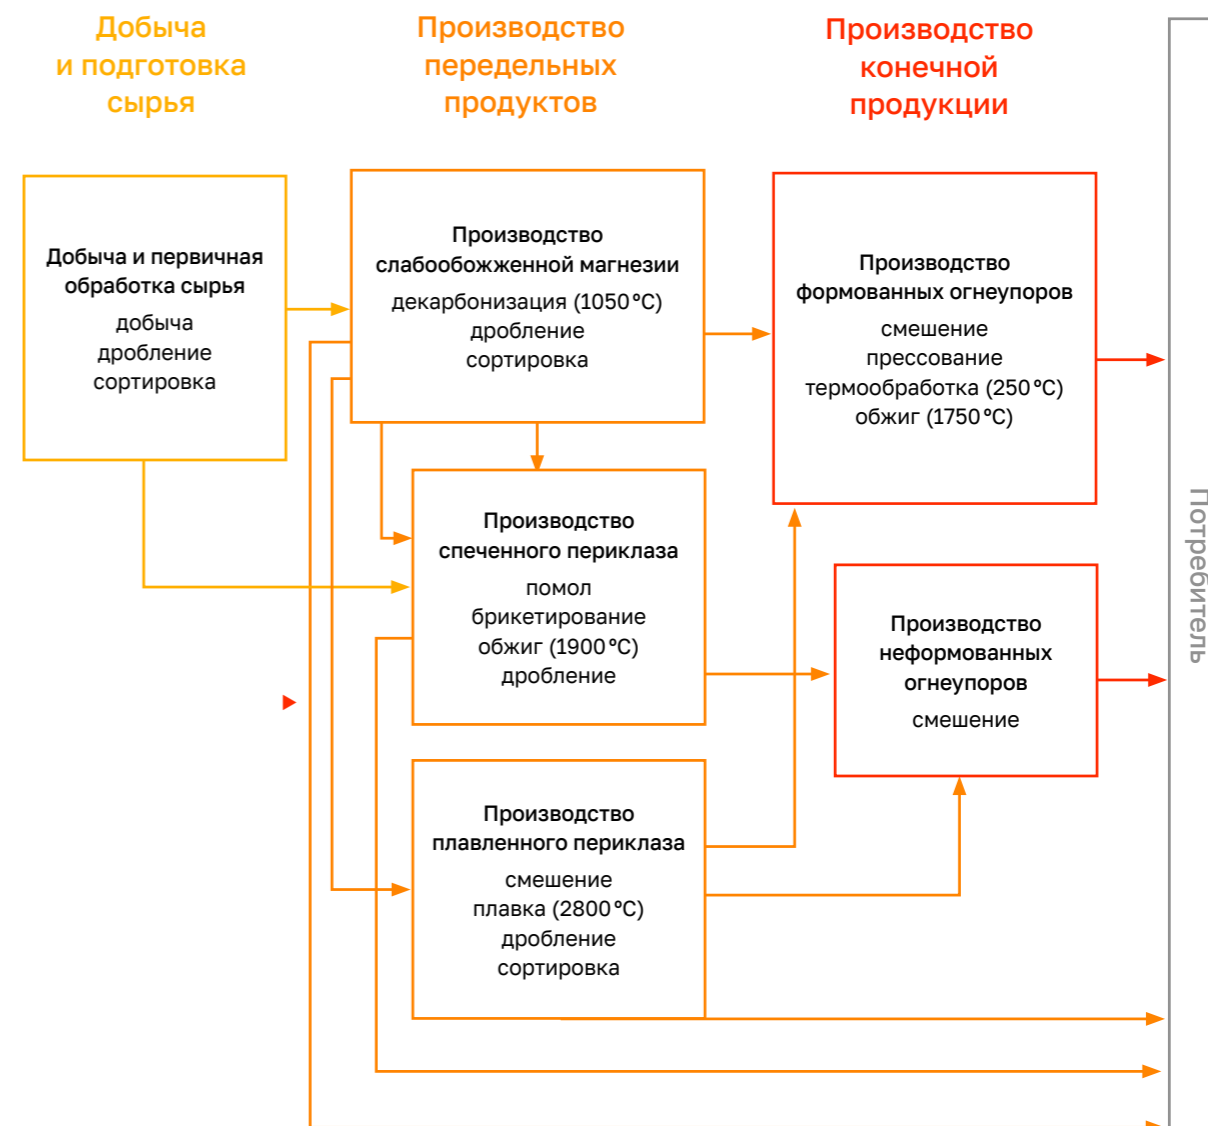 Добыча
и подготовка
сырья
Производство
передельных
продуктов
Производство
конечной
продукции
Добыча и первичная
обработка сырья
добыча
дробление
сортировка
Производство
слабообожженной магнезии
декарбонизация (1050 °C)
дробление
сортировка
Производство
спеченного периклаза
помол
брикетирование
обжиг (1900 °C)
дробление
Производство
плавленного периклаза
смешение
плавка (2800 °C)
дробление
сортировка
Производство
формованных огнеупоров
смешение
прессование
термообработка (250 °C)
обжиг (1750 °C)
Производство
неформованных
огнеупоров
смешение
Потребитель